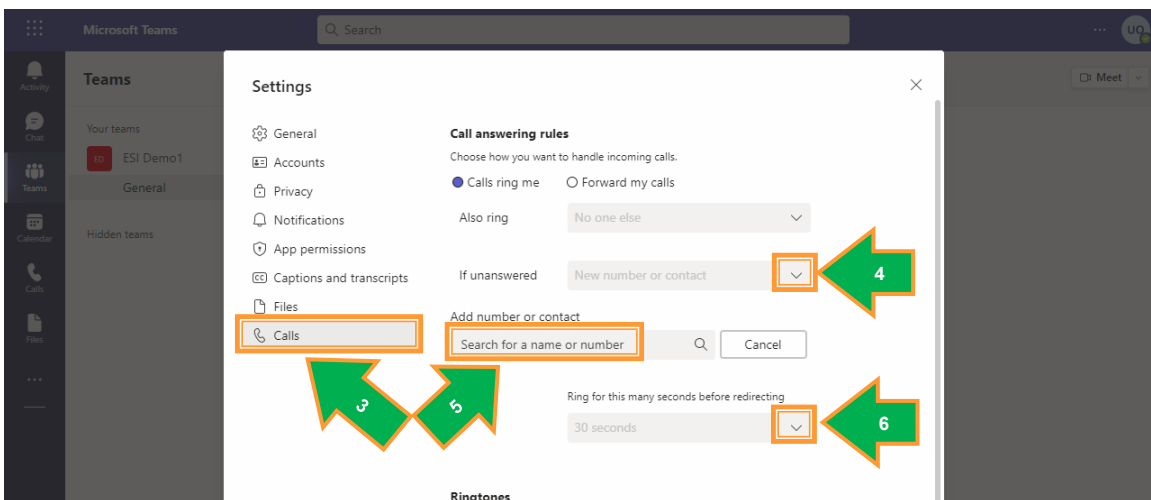 Microsoft Teams
Search
UO
Activity
Teams
Settings
Meet
Chat
Your teams
General
Call answering rules
ED ESI Demo1
Accounts
Choose how you want to handle incoming calls.
Teams
General
Privacy
Calls ring me Forward my calls
Notifications
Also ring No one else
Calendar
Hidden teams
App permissions
CC Captions and transcripts
If unanswered New number or contact
4
Calls
Files
Add number or contact
Files
Calls
Search for a name or number Cancel
3
5
Ring for this many seconds before redirecting
30 seconds
6
Ringtones